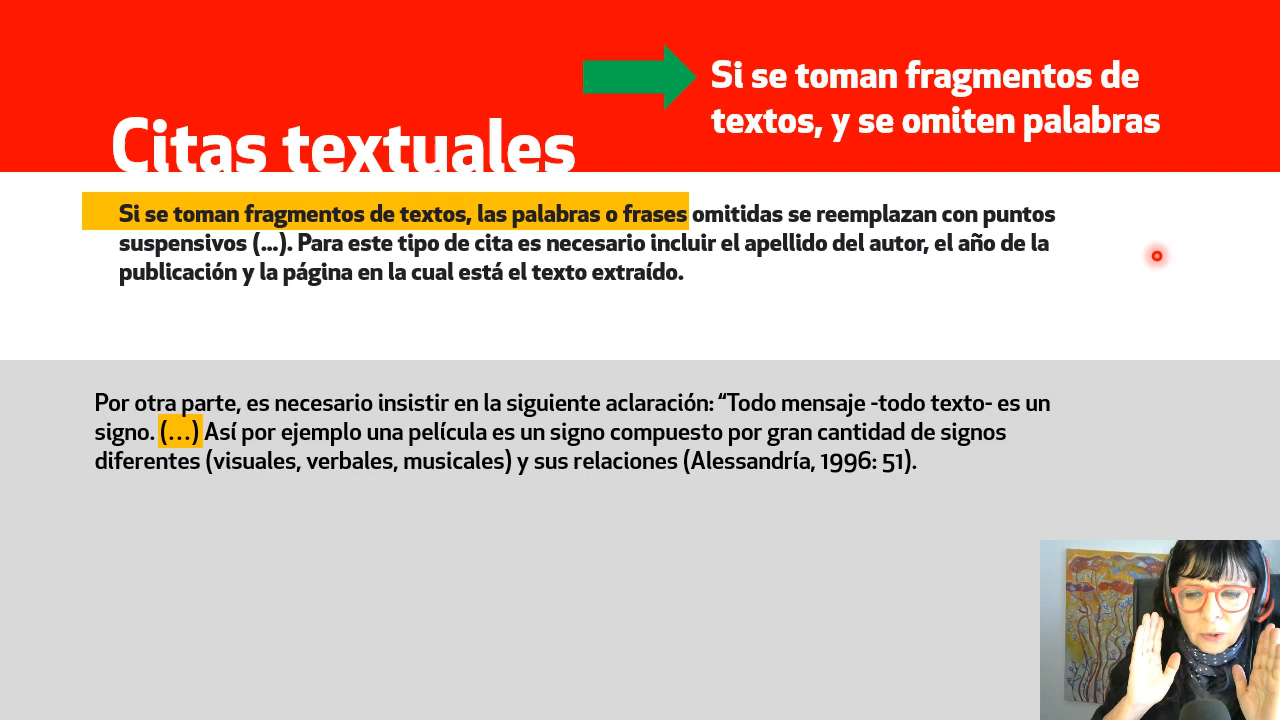 Citas textuales
Si se toman fragmentos de
textos, y se omiten palabras
Si se toman fragmentos de textos, las palabras o frases omitidas se reemplazan con puntos
suspensivos (...). Para este tipo de cita es necesario incluir el apellido del autor, el año de la
publicación y la página en la cual está el texto extraído.
Por otra parte, es necesario insistir en la siguiente aclaración: “Todo mensaje -todo texto- es un
signo. (...) Así por ejemplo una película es un signo compuesto por gran cantidad de signos
diferentes (visuales, verbales, musicales) y sus relaciones (Alessandría, 1996: 51).